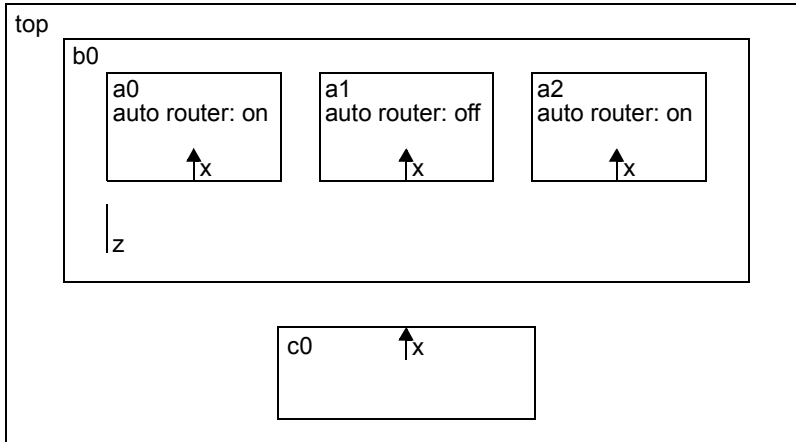 top
b0
a0
auto router: on
x
a1
auto router: off
x
a2
auto router: on
x
z
c0
x